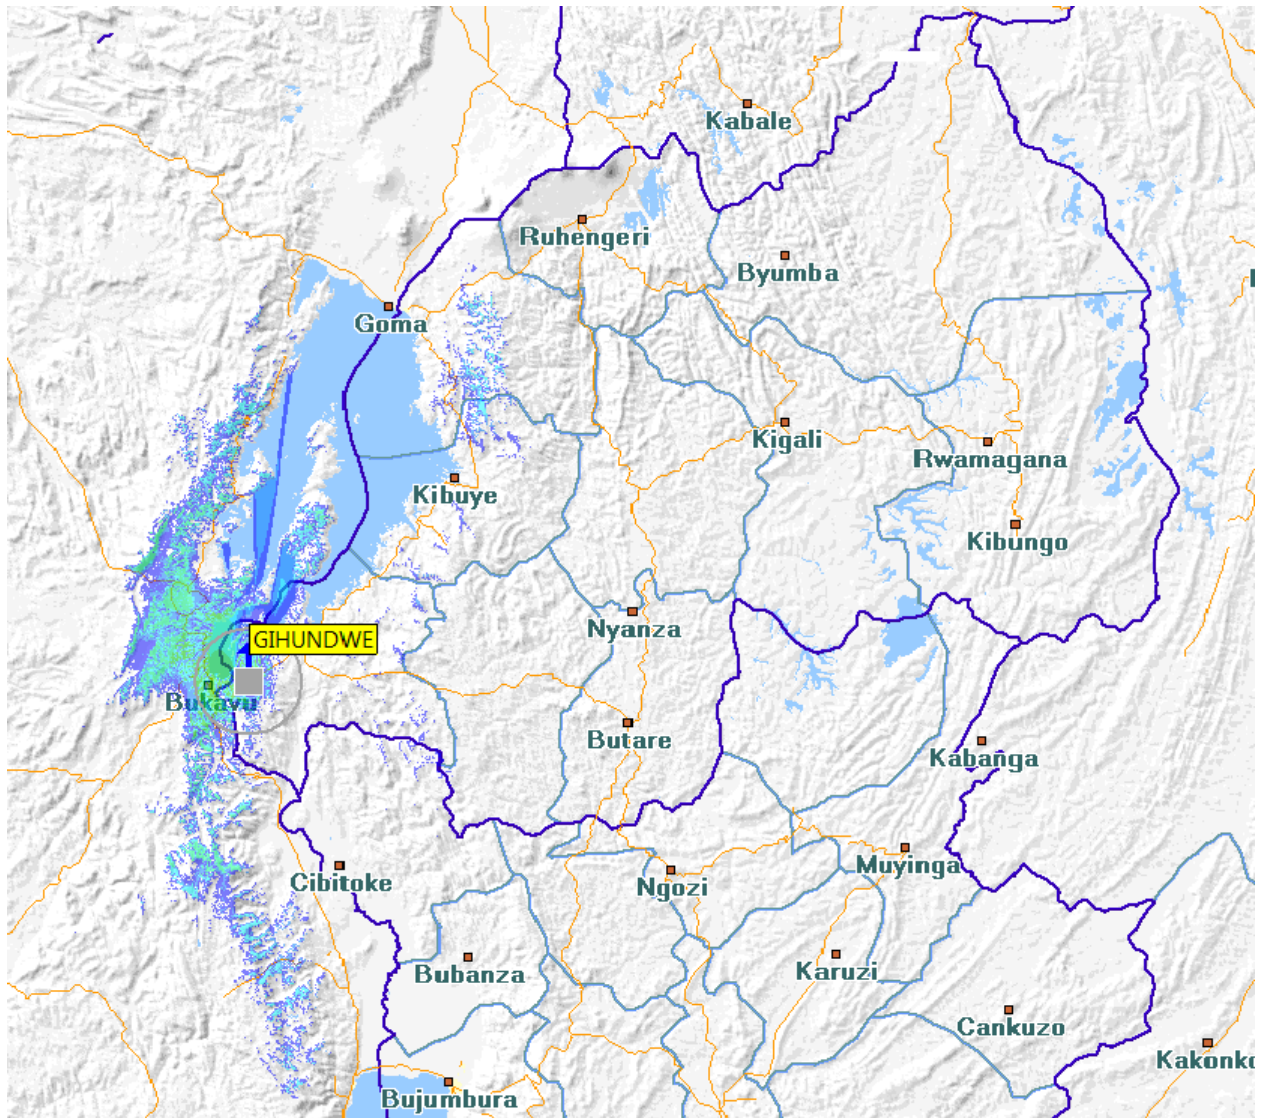 Kabale
Ruhengeri
Byumba
Goma
Kigali
Rwamagana
Kibuye
Kibungo
Nyanza
GIHUNDWE
Bukavu
Butare
Kabanga
Cibitoke
Ngozi
Muyinga
Bubanza
Karuzi
Cankuzo
Kakonko
Bujumbura